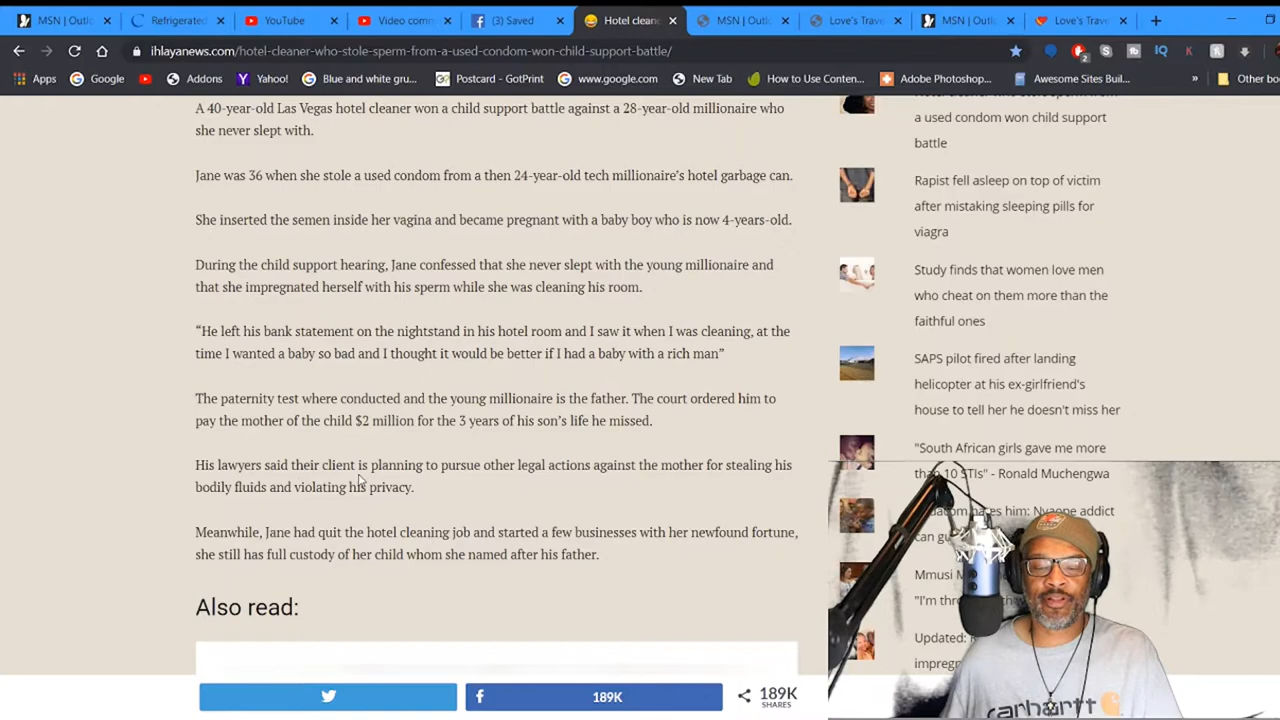 MSN | Outlo
Refrigerated
YouTube
Video comm
(3) Saved
Hotel cleane
MSN | Outlo
Love's Trave
MSN | Outlo
Love's Trave
ihlayanews.com/hotel-cleaner-who-stole-sperm-from-a-used-condom-won-child-support-battle/
Apps
Google
Addons
Yahoo!
Blue and white gru...
Postcard - GotPrint
www.google.com
New Tab
How to Use Conten...
Adobe Photoshop...
Awesome Sites Buil...
»
Other bo
A 40-year-old Las Vegas hotel cleaner won a child support battle against a 28-year-old millionaire who
she never slept with.
Jane was 36 when she stole a used condom from a then 24-year-old tech millionaire's hotel garbage can.
She inserted the semen inside her vagina and became pregnant with a baby boy who is now 4-years-old.
During the child support hearing, Jane confessed that she never slept with the young millionaire and
that she impregnated herself with his sperm while she was cleaning his room.
“He left his bank statement on the nightstand in his hotel room and I saw it when I was cleaning, at the
time I wanted a baby so bad and I thought it would be better if I had a baby with a rich man”
The paternity test where conducted and the young millionaire is the father. The court ordered him to
pay the mother of the child $2 million for the 3 years of his son's life he missed.
His lawyers said their client is planning to pursue other legal actions against the mother for stealing his
bodily fluids and violating his privacy.
Meanwhile, Jane had quit the hotel cleaning job and started a few businesses with her newfound fortune,
she still has full custody of her child whom she named after his father.
Also read:
189K
189K
SHARES
a used condom won child support
battle
Rapist fell asleep on top of victim
after mistaking sleeping pills for
viagra
Study finds that women love men
who cheat on them more than the
faithful ones
SAPS pilot fired after landing
helicopter at his ex-girlfriend's
house to tell her he doesn't miss her
"South African girls gave me more
than 10 STIs" - Ronald Muchengwa
him: Nyaope addict
can
Mmusi
"I'm
Updated:
impregn
carhartt